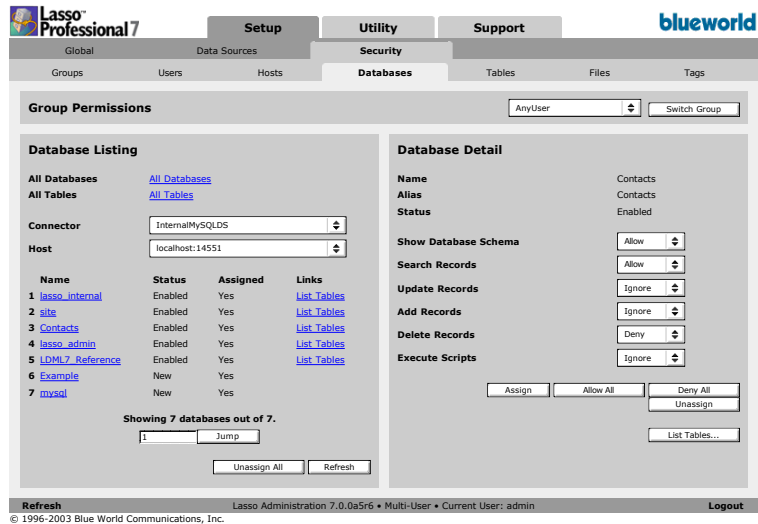 Lasso™
Professional 7
Setup Utility Support blueworld
Global Data Sources Security
Groups Users Hosts Databases Tables Files Tags
Group Permissions AnyUser Switch Group
Database Listing
All Databases All Databases
All Tables All Tables
Connector InternalMySQLDS
Host localhost:14551
Name Status Assigned Links
1 lasso_internal Enabled Yes List Tables
2 site Enabled Yes List Tables
3 Contacts Enabled Yes List Tables
4 lasso_admin Enabled Yes List Tables
5 LDML7_Reference Enabled Yes List Tables
6 Example New Yes
7 mysql New Yes
Showing 7 databases out of 7.
1 Jump
Unassign All Refresh
Database Detail
Name Contacts
Alias Contacts
Status Enabled
Show Database Schema Allow
Search Records Allow
Update Records Ignore
Add Records Ignore
Delete Records Deny
Execute Scripts Ignore
Assign Allow All Deny All
Unassign
List Tables...
Refresh Lasso Administration 7.0.0a5r6 • Multi-User • Current User: admin Logout
© 1996-2003 Blue World Communications, Inc.